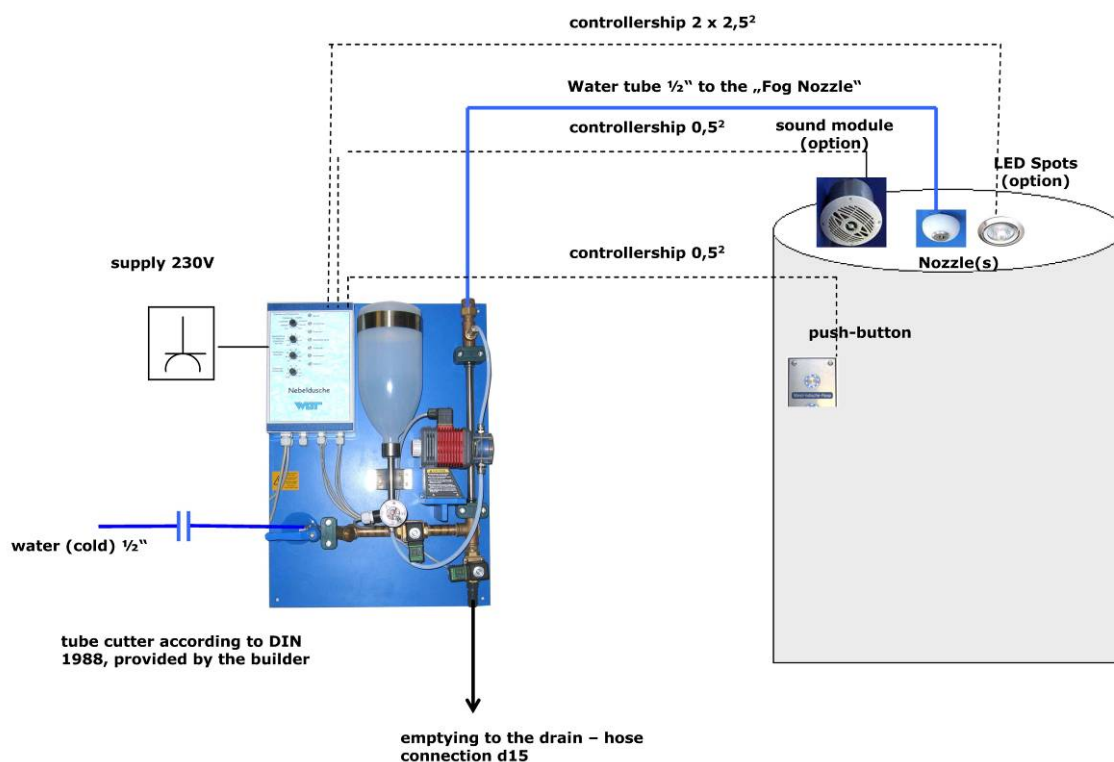 controllership 2 x 2,5²
Water tube ½“ to the „Fog Nozzle“
controllership 0,5²
sound module
(option)
LED Spots
(option)
controllership 0,5²
supply 230V
Nozzle(s)
push-button
Nebeldusche
water (cold) ½“
tube cutter according to DIN
1988, provided by the builder
emptying to the drain – hose
connection d15